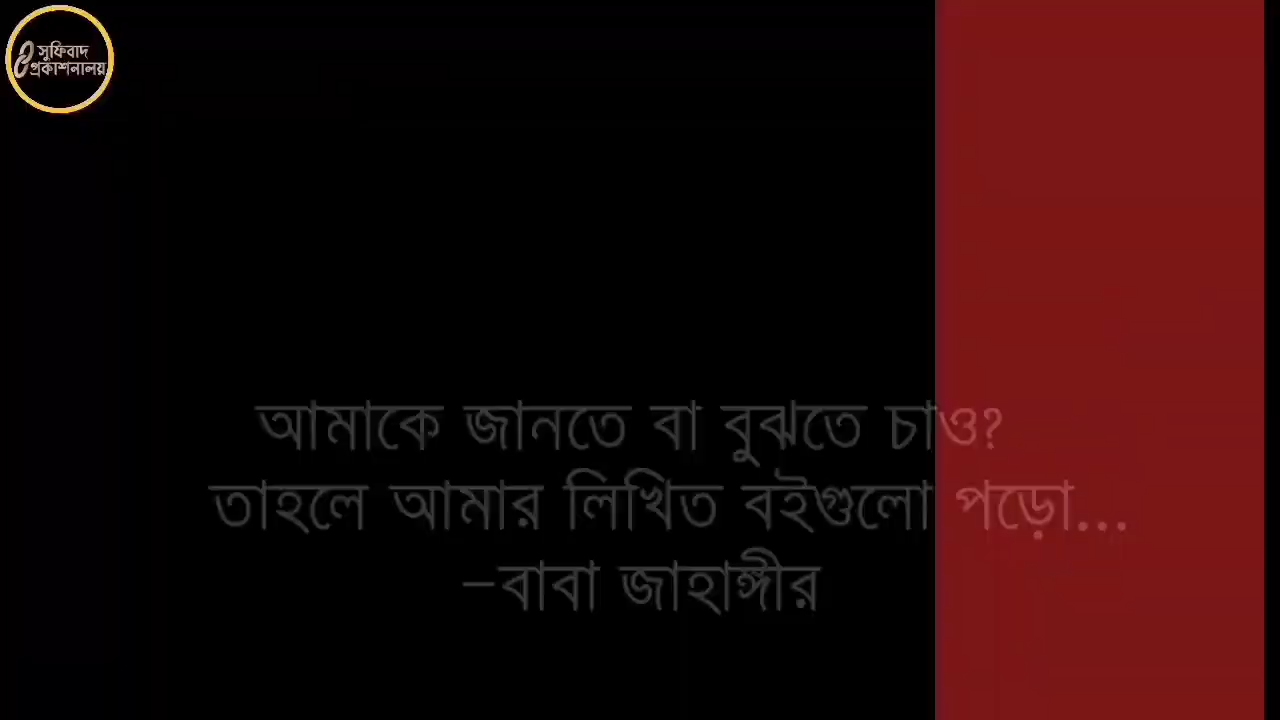 সুফিবাদ
প্রকাশনালয়
আমাকে জানতে বা বুঝতে চাও?
তাহলে আমার লিখিত বইগুলো পড়ো...
–বাবা জাহাঙ্গীর